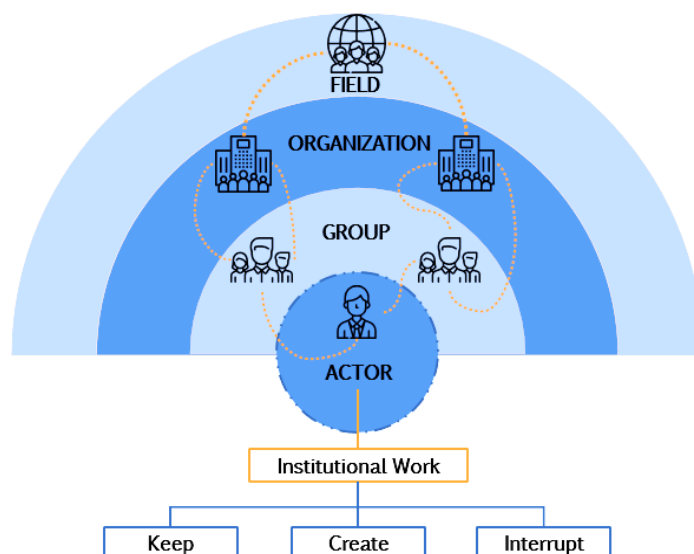 FIELD
ORGANIZATION
GROUP
ACTOR
Institutional Work
Keep
Create
Interrupt